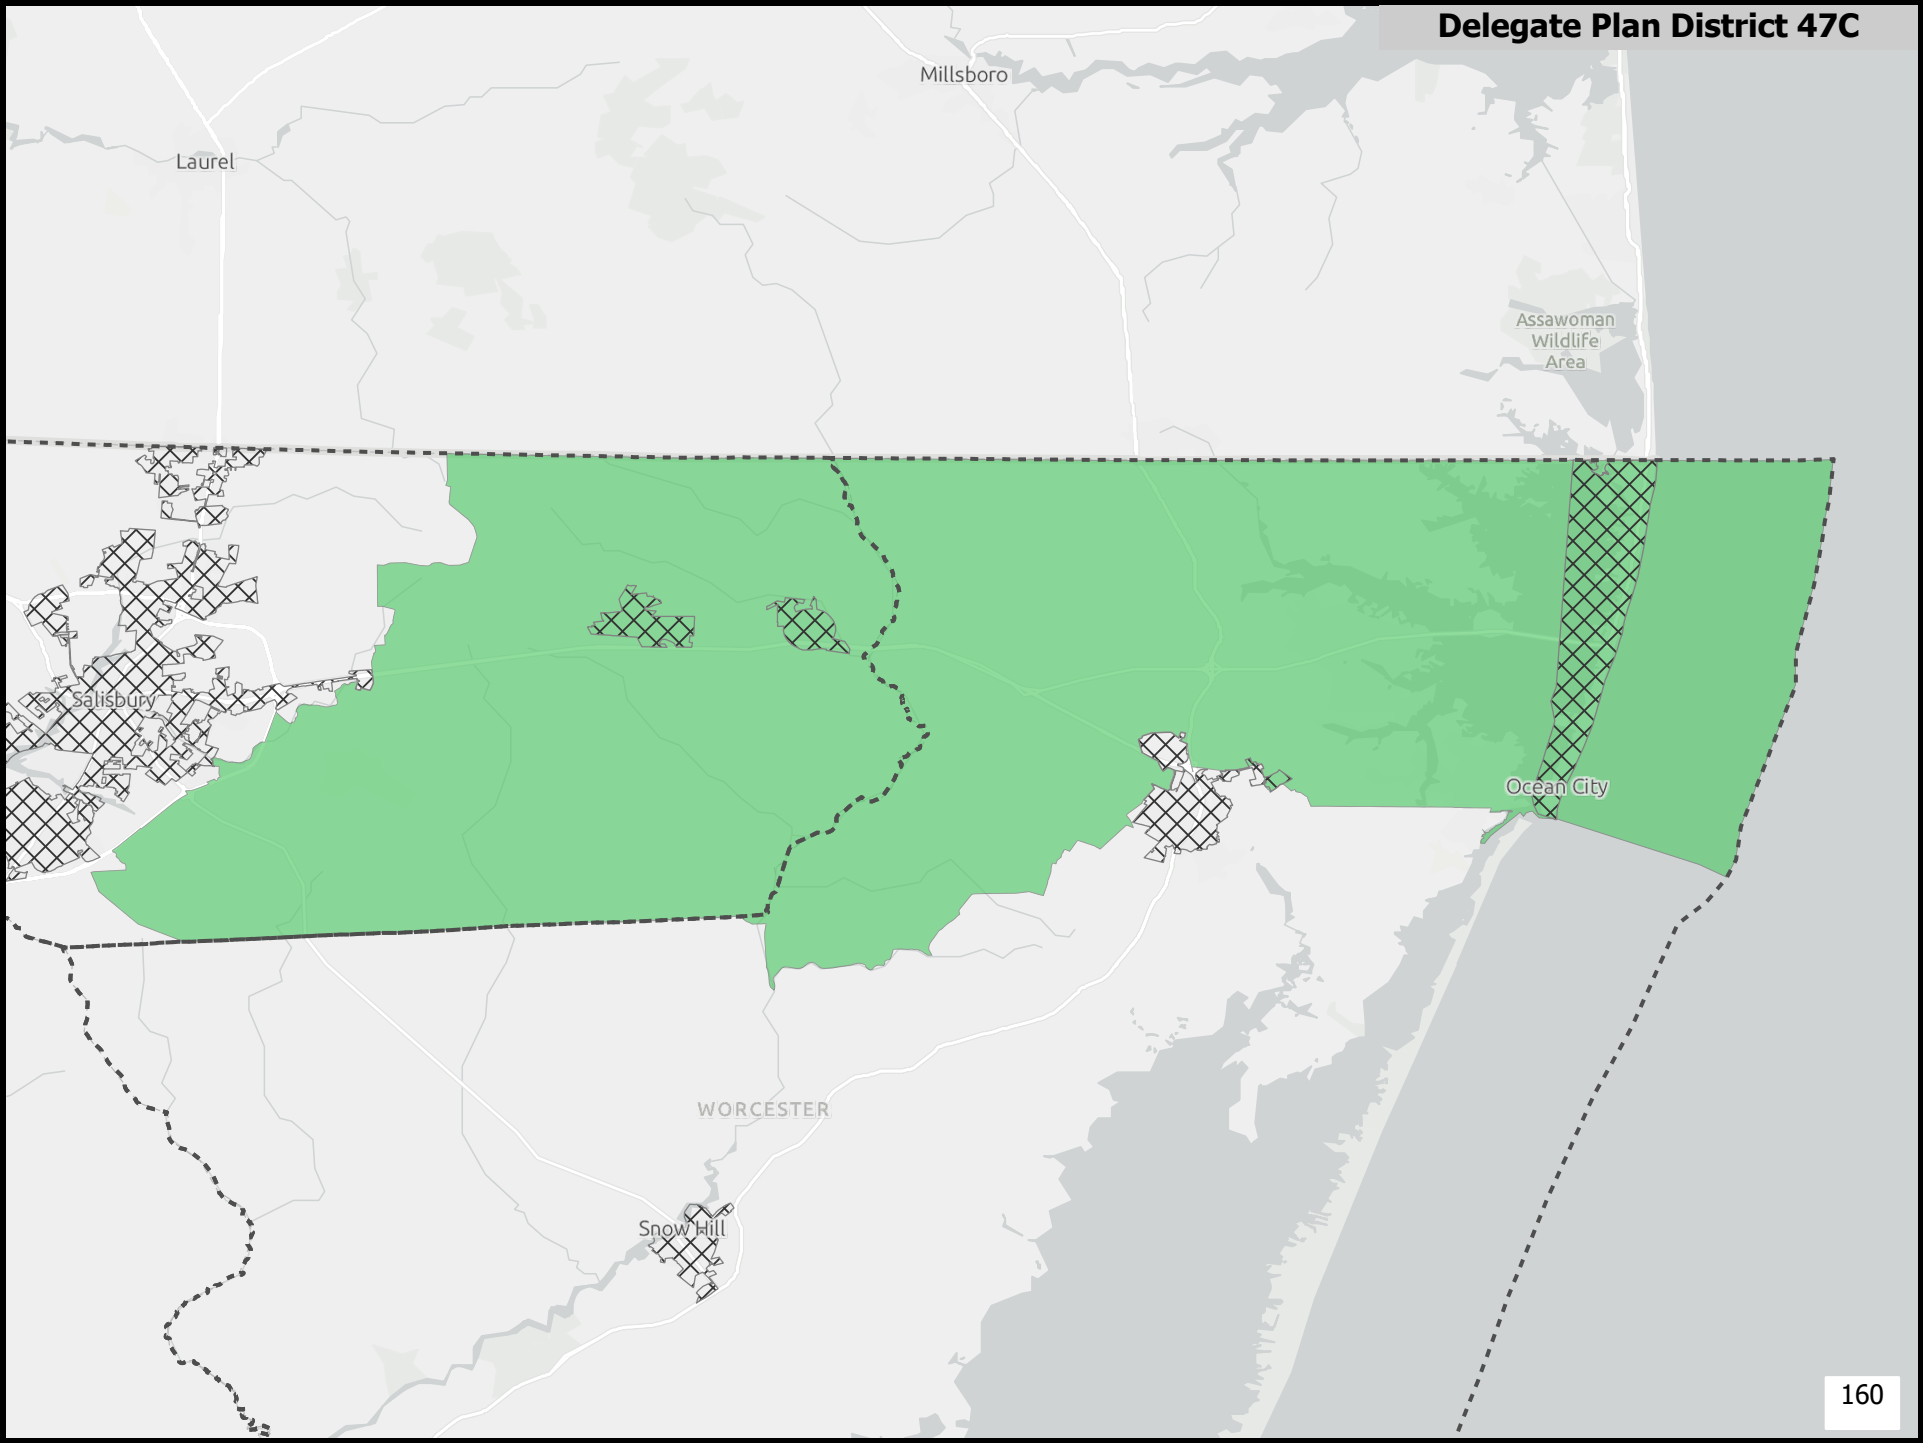 Delegate Plan District 47C
Millsboro
Laurel
Assawoman
Wildlife
Area
Salisbury
Ocean City
WORCESTER
Snow Hill
160